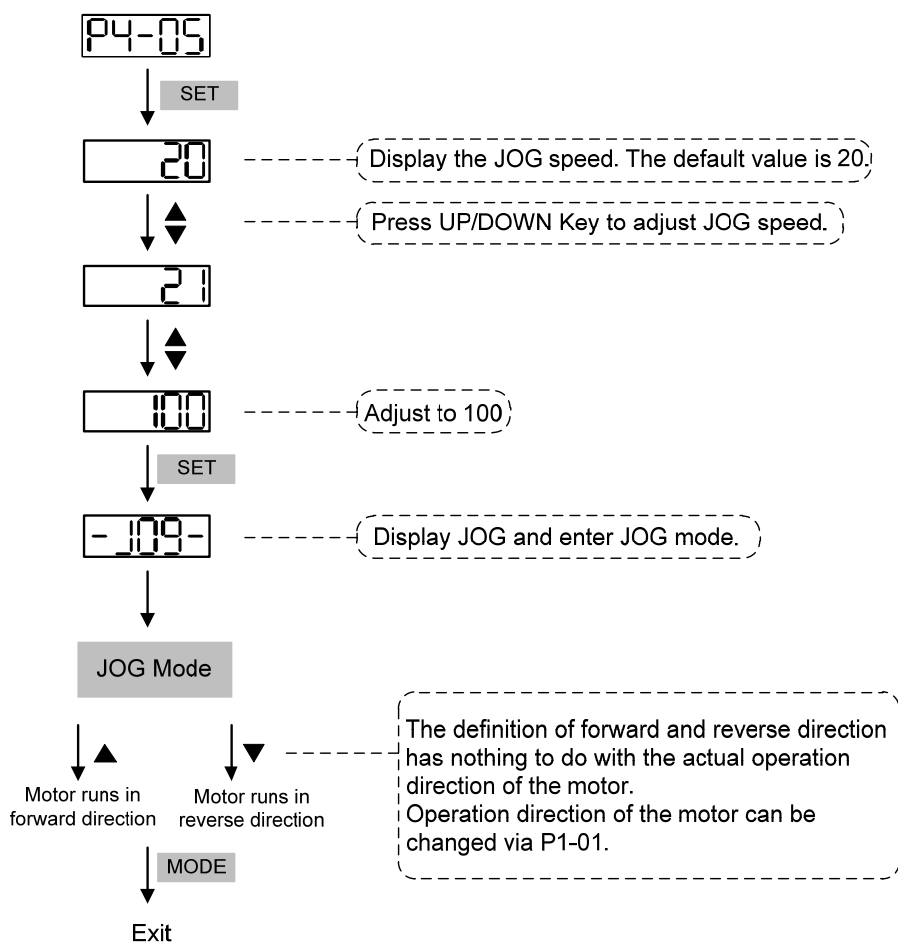 P4-05
SET
20
Display the JOG speed. The default value is 20.
Press UP/DOWN Key to adjust JOG speed.
21
100
Adjust to 100
SET
-JOG-
Display JOG and enter JOG mode.
JOG Mode
The definition of forward and reverse direction
has nothing to do with the actual operation
direction of the motor.
Operation direction of the motor can be
changed via P1-01.
Motor runs in
forward direction
Motor runs in
reverse direction
MODE
Exit